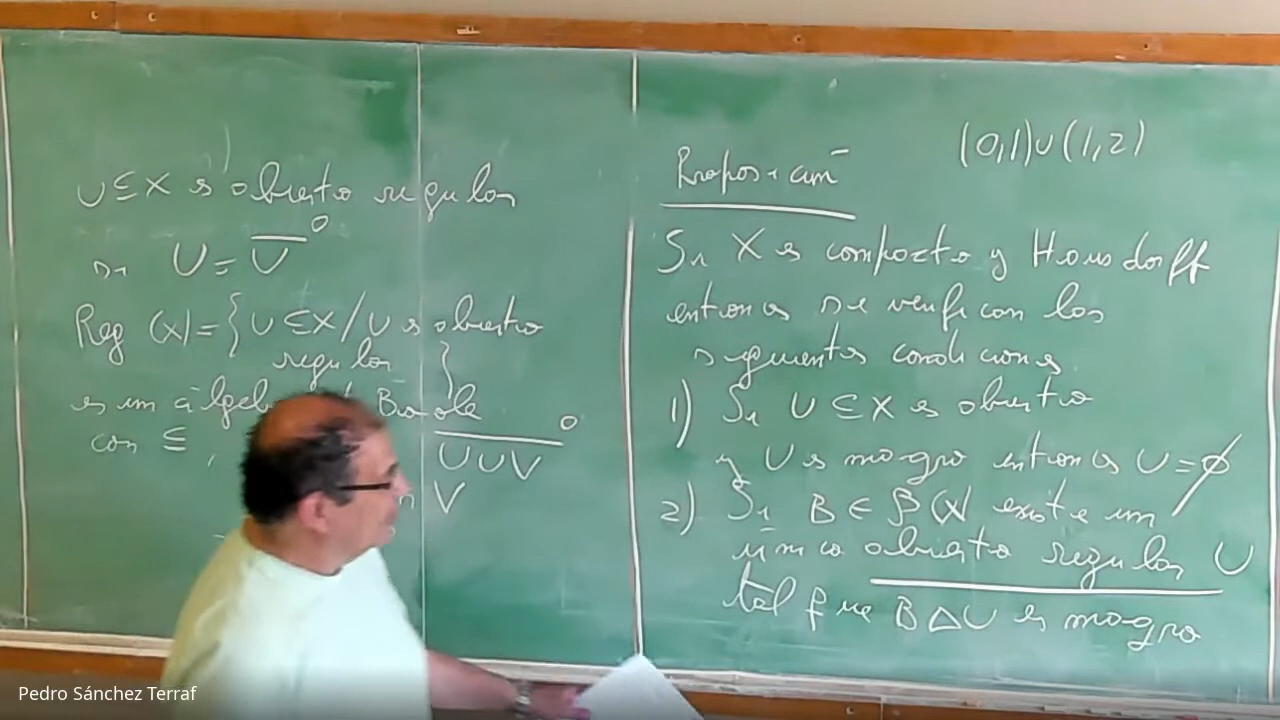 U ⊆ X es abierto regular
si U = U̅°
Reg (X) = { U ⊆ X / U es abierto
regular }
es un álgebra Boole
con ⊆ ,
U ∪ V °
V
(0,1) ∪ (1,2)
Proposición
Si X es compacto y Hausdorff
entonces se verifican las
siguientes condiciones
1) Si U ⊆ X es abierto
y U es magro entonces U = ∅
2) Si B ∈ β(X) existe un
único abierto regular U
tal que B Δ U es magro
Pedro Sánchez Terraf